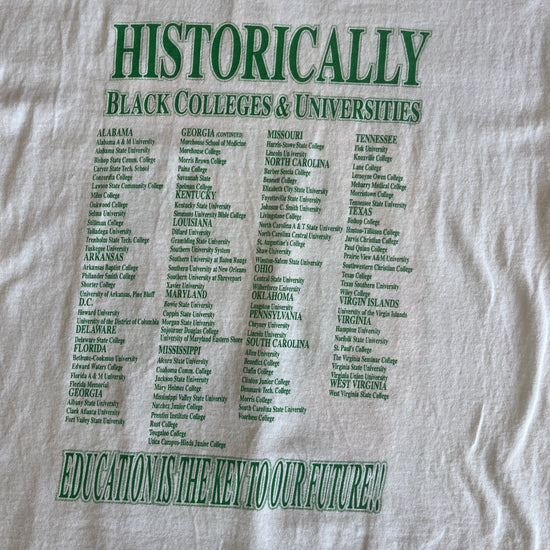 HISTORICALLY
BLACK COLLEGES & UNIVERSITIES
ALABAMA
Alabama A & M University
Alabama State University
Bishop State Comm. College
Carver State Tech. School
Concordia College
Lawson State Community College
Miles College
Oakwood College
Selma University
Stillman College
Talladega University
Trenholm State Tech. College
Tuskegee University
ARKANSAS
Arkansas Baptist College
Philander Smith College
Shorter College
University of Arkansas, Pine Bluff
D.C.
Howard University
University of the District of Columbia
DELAWARE
Delaware State College
FLORIDA
Bethune-Cookman University
Edward Waters College
Florida A & M University
Florida Memorial
GEORGIA
Albany State University
Clark Atlanta University
Fort Valley State University
GEORGIA (CONTINUED)
Morehouse School of Medicine
Morehouse College
Morris Brown College
Paine College
Savannah State
Spelman College
KENTUCKY
Kentucky State University
Simmons University Bible College
LOUISIANA
Dillard University
Grambling State University
Southern University System
Southern University at Baton Rouge
Southern University at New Orleans
Southern University at Shreveport
Xavier University
MARYLAND
Bowie State University
Coppin State University
Morgan State University
Sojourner Douglas College
University of Maryland Eastern Shore
MISSISSIPPI
Alcorn State University
Coahoma Comm. College
Jackson State University
Mary Holmes College
Mississippi Valley State University
Natchez Junior College
Prentiss Institute College
Rust College
Tougaloo College
Utica Campus-Hinds Junior College
MISSOURI
Harris-Stowe State College
Lincoln University
NORTH CAROLINA
Barber Scotia College
Bennett College
Elizabeth City State University
Fayetteville State University
Johnson C. Smith University
Livingstone College
North Carolina A & T State University
North Carolina Central University
St. Augustine's College
Shaw University
Winston-Salem State University
OHIO
Central State University
Wilberforce University
OKLAHOMA
Langston University
PENNSYLVANIA
Cheyney University
Lincoln University
SOUTH CAROLINA
Allen University
Benedict College
Claflin College
Clinton Junior College
Denmark Tech. College
Morris College
South Carolina State University
Voorhees College
TENNESSEE
Fisk University
Knoxville College
Lane College
Lemoyne Owen College
Meharry Medical College
Morristown College
Tennessee State University
TEXAS
Bishop College
Huston-Tillitson College
Jarvis Christian College
Paul Quinn College
Prairie View A&M University
Southwestern Christian College
Texas College
Texas Southern University
Wiley College
VIRGIN ISLANDS
University of the Virgin Islands
VIRGINIA
Hampton University
Norfolk State University
St. Paul's College
The Virginia Seminar College
Virginia State University
Virginia Union University
WEST VIRGINIA
West Virginia State College
EDUCATION IS THE KEY TO OUR FUTURE!!